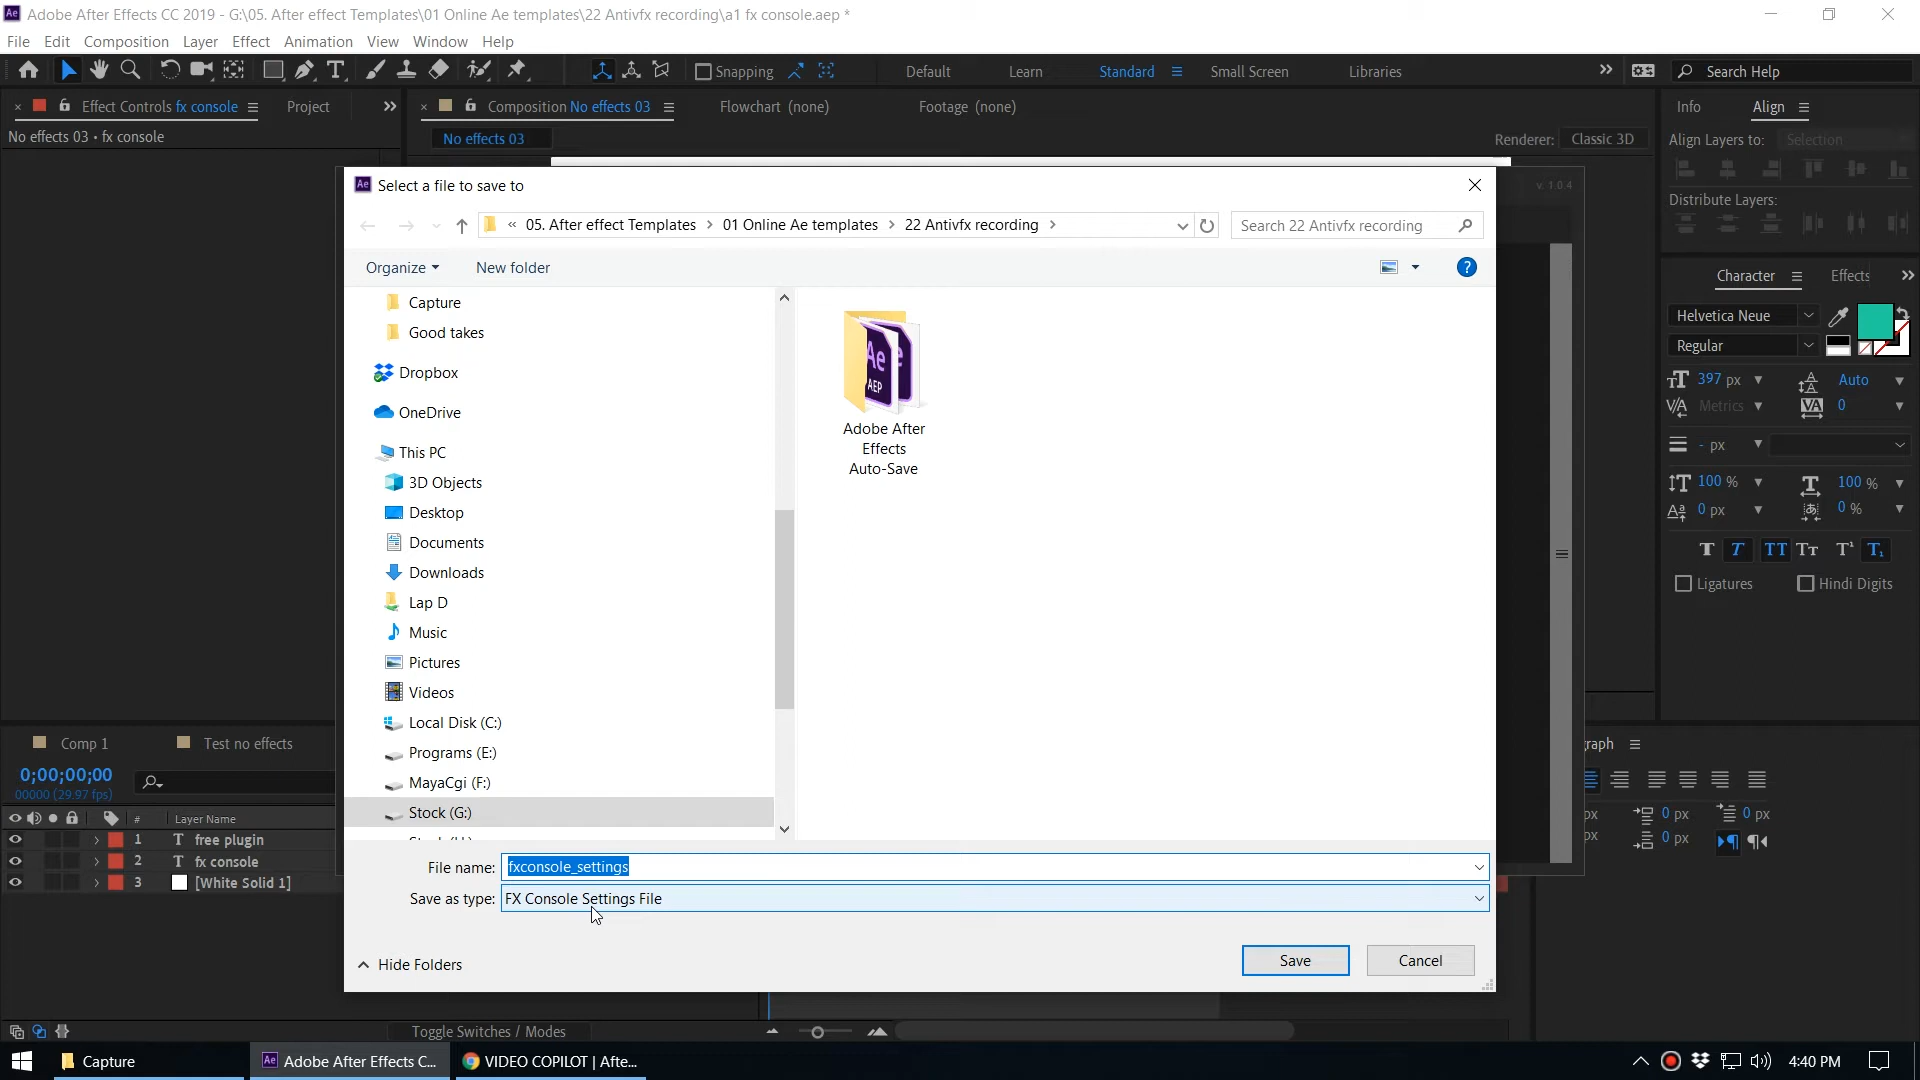 Adobe After Effects CC 2019 - G:\05. After effect Templates\01 Online Ae templates\22 Antivfx recording\a1 fx console.aep *
File Edit Composition Layer Effect Animation View Window Help
Snapping Default Learn Standard Small Screen Libraries Search Help
Effect Controls fx console Project Composition No effects 03 Flowchart (none) Footage (none) Info Align
No effects 03 • fx console No effects 03 Renderer: Classic 3D Align Layers to: Selection
Select a file to save to v. 1.0.4
Distribute Layers:
« 05. After effect Templates > 01 Online Ae templates > 22 Antivfx recording > Search 22 Antivfx recording
Organize New folder
Character Effects
Capture
Good takes
Helvetica Neue
Regular
Dropbox
397 px Auto
Metrics 0
OneDrive
Adobe After
Effects
Auto-Save
- px
This PC
3D Objects
100 % 100 %
0 px 0 %
Desktop
Documents
Downloads
Ligatures Hindi Digits
Lap D
Music
Pictures
Videos
Local Disk (C:)
Programs (E:)
MayaCgi (F:)
Stock (G:)
Comp 1 Test no effects
graph
0;00;00;00
00000 (29.97 fps)
# Layer Name
px 0 px 0 px
px 0 px
1 T free plugin
2 T fx console
3 [White Solid 1]
File name: fxconsole_settings
Save as type: FX Console Settings File
Hide Folders Save Cancel
Toggle Switches / Modes
Capture Adobe After Effects C... VIDEO COPILOT | Afte... 4:40 PM